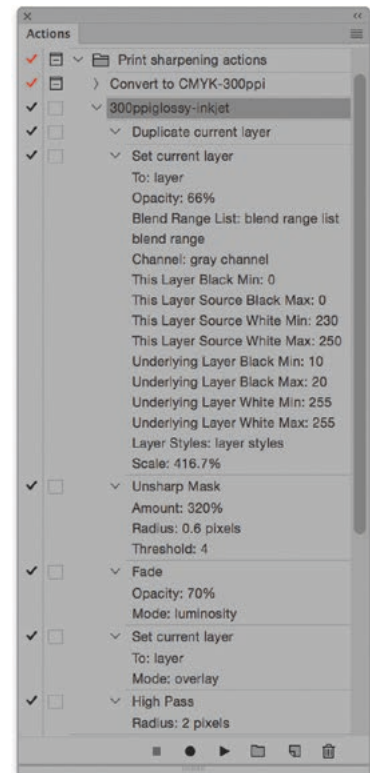 Actions
Print sharpening actions
Convert to CMYK-300ppi
300ppiglossy-inkjet
Duplicate current layer
Set current layer
To: layer
Opacity: 66%
Blend Range List: blend range list
blend range
Channel: gray channel
This Layer Black Min: 0
This Layer Source Black Max: 0
This Layer Source White Min: 230
This Layer Source White Max: 250
Underlying Layer Black Min: 10
Underlying Layer Black Max: 20
Underlying Layer White Min: 255
Underlying Layer White Max: 255
Layer Styles: layer styles
Scale: 416.7%
Unsharp Mask
Amount: 320%
Radius: 0.6 pixels
Threshold: 4
Fade
Opacity: 70%
Mode: luminosity
Set current layer
To: layer
Mode: overlay
High Pass
Radius: 2 pixels